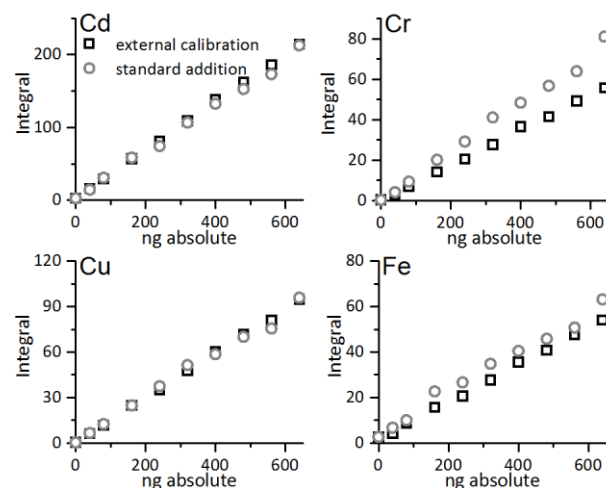 Cd
external calibration
standard addition
Integral
200
100
0
0 200 400 600
ng absolute
Cr
Integral
80
60
40
20
0
0 200 400 600
ng absolute
Cu
Integral
120
90
60
30
0
0 200 400 600
ng absolute
Fe
Integral
80
60
40
20
0
0 200 400 600
ng absolute